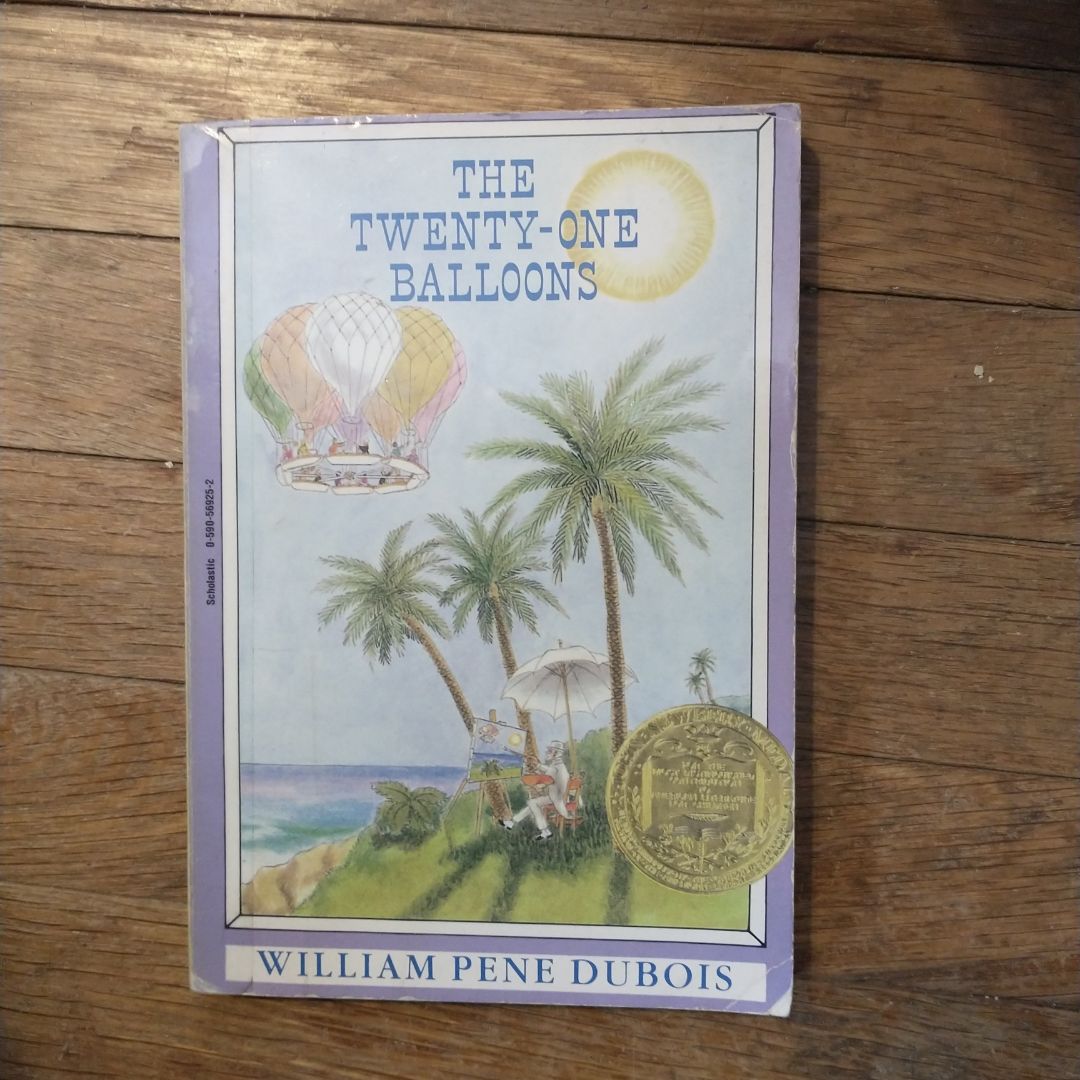 THE
TWENTY-ONE
BALLOONS
Scholastic 0-590-56925-2
WILLIAM PENE DUBOIS